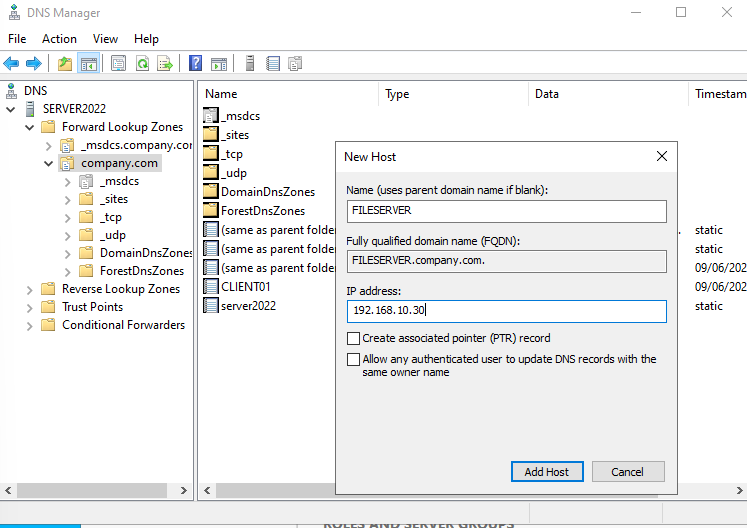 DNS Manager
File Action View Help
DNS
SERVER2022
Forward Lookup Zones
_msdcs.company.cor
company.com
_msdcs
_sites
_tcp
_udp
DomainDnsZones
ForestDnsZones
Reverse Lookup Zones
Trust Points
Conditional Forwarders
Name Type Data Timestam
_msdcs
_sites
_tcp
_udp
DomainDnsZones
ForestDnsZones
(same as parent folder static
(same as parent folder static
(same as parent folder 09/06/202
CLIENT01 09/06/202
server2022 static
New Host
Name (uses parent domain name if blank):
FILESERVER
Fully qualified domain name (FQDN):
FILESERVER.company.com.
IP address:
192.168.10.30
Create associated pointer (PTR) record
Allow any authenticated user to update DNS records with the
same owner name
Add Host Cancel
ROLES AND SERVER GROUPS